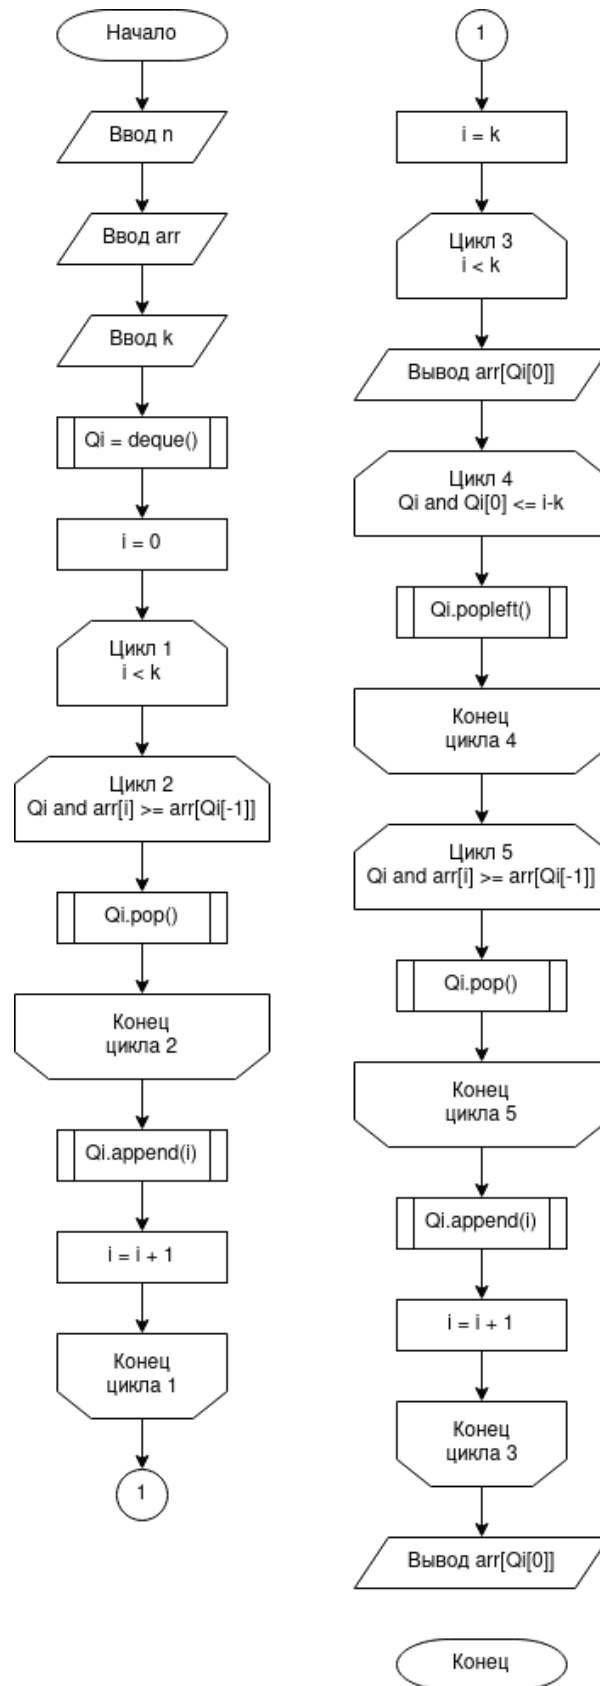 Начало
Ввод n
Ввод arr
Ввод k
Qi = deque()
i = 0
Цикл 1
i < k
Цикл 2
Qi and arr[i] >= arr[Qi[-1]]
Qi.pop()
Конец
цикла 2
Qi.append(i)
i = i + 1
Конец
цикла 1
1
1
i = k
Цикл 3
i < k
Вывод arr[Qi[0]]
Цикл 4
Qi and Qi[0] <= i-k
Qi.popleft()
Конец
цикла 4
Цикл 5
Qi and arr[i] >= arr[Qi[-1]]
Qi.pop()
Конец
цикла 5
Qi.append(i)
i = i + 1
Конец
цикла 3
Вывод arr[Qi[0]]
Конец